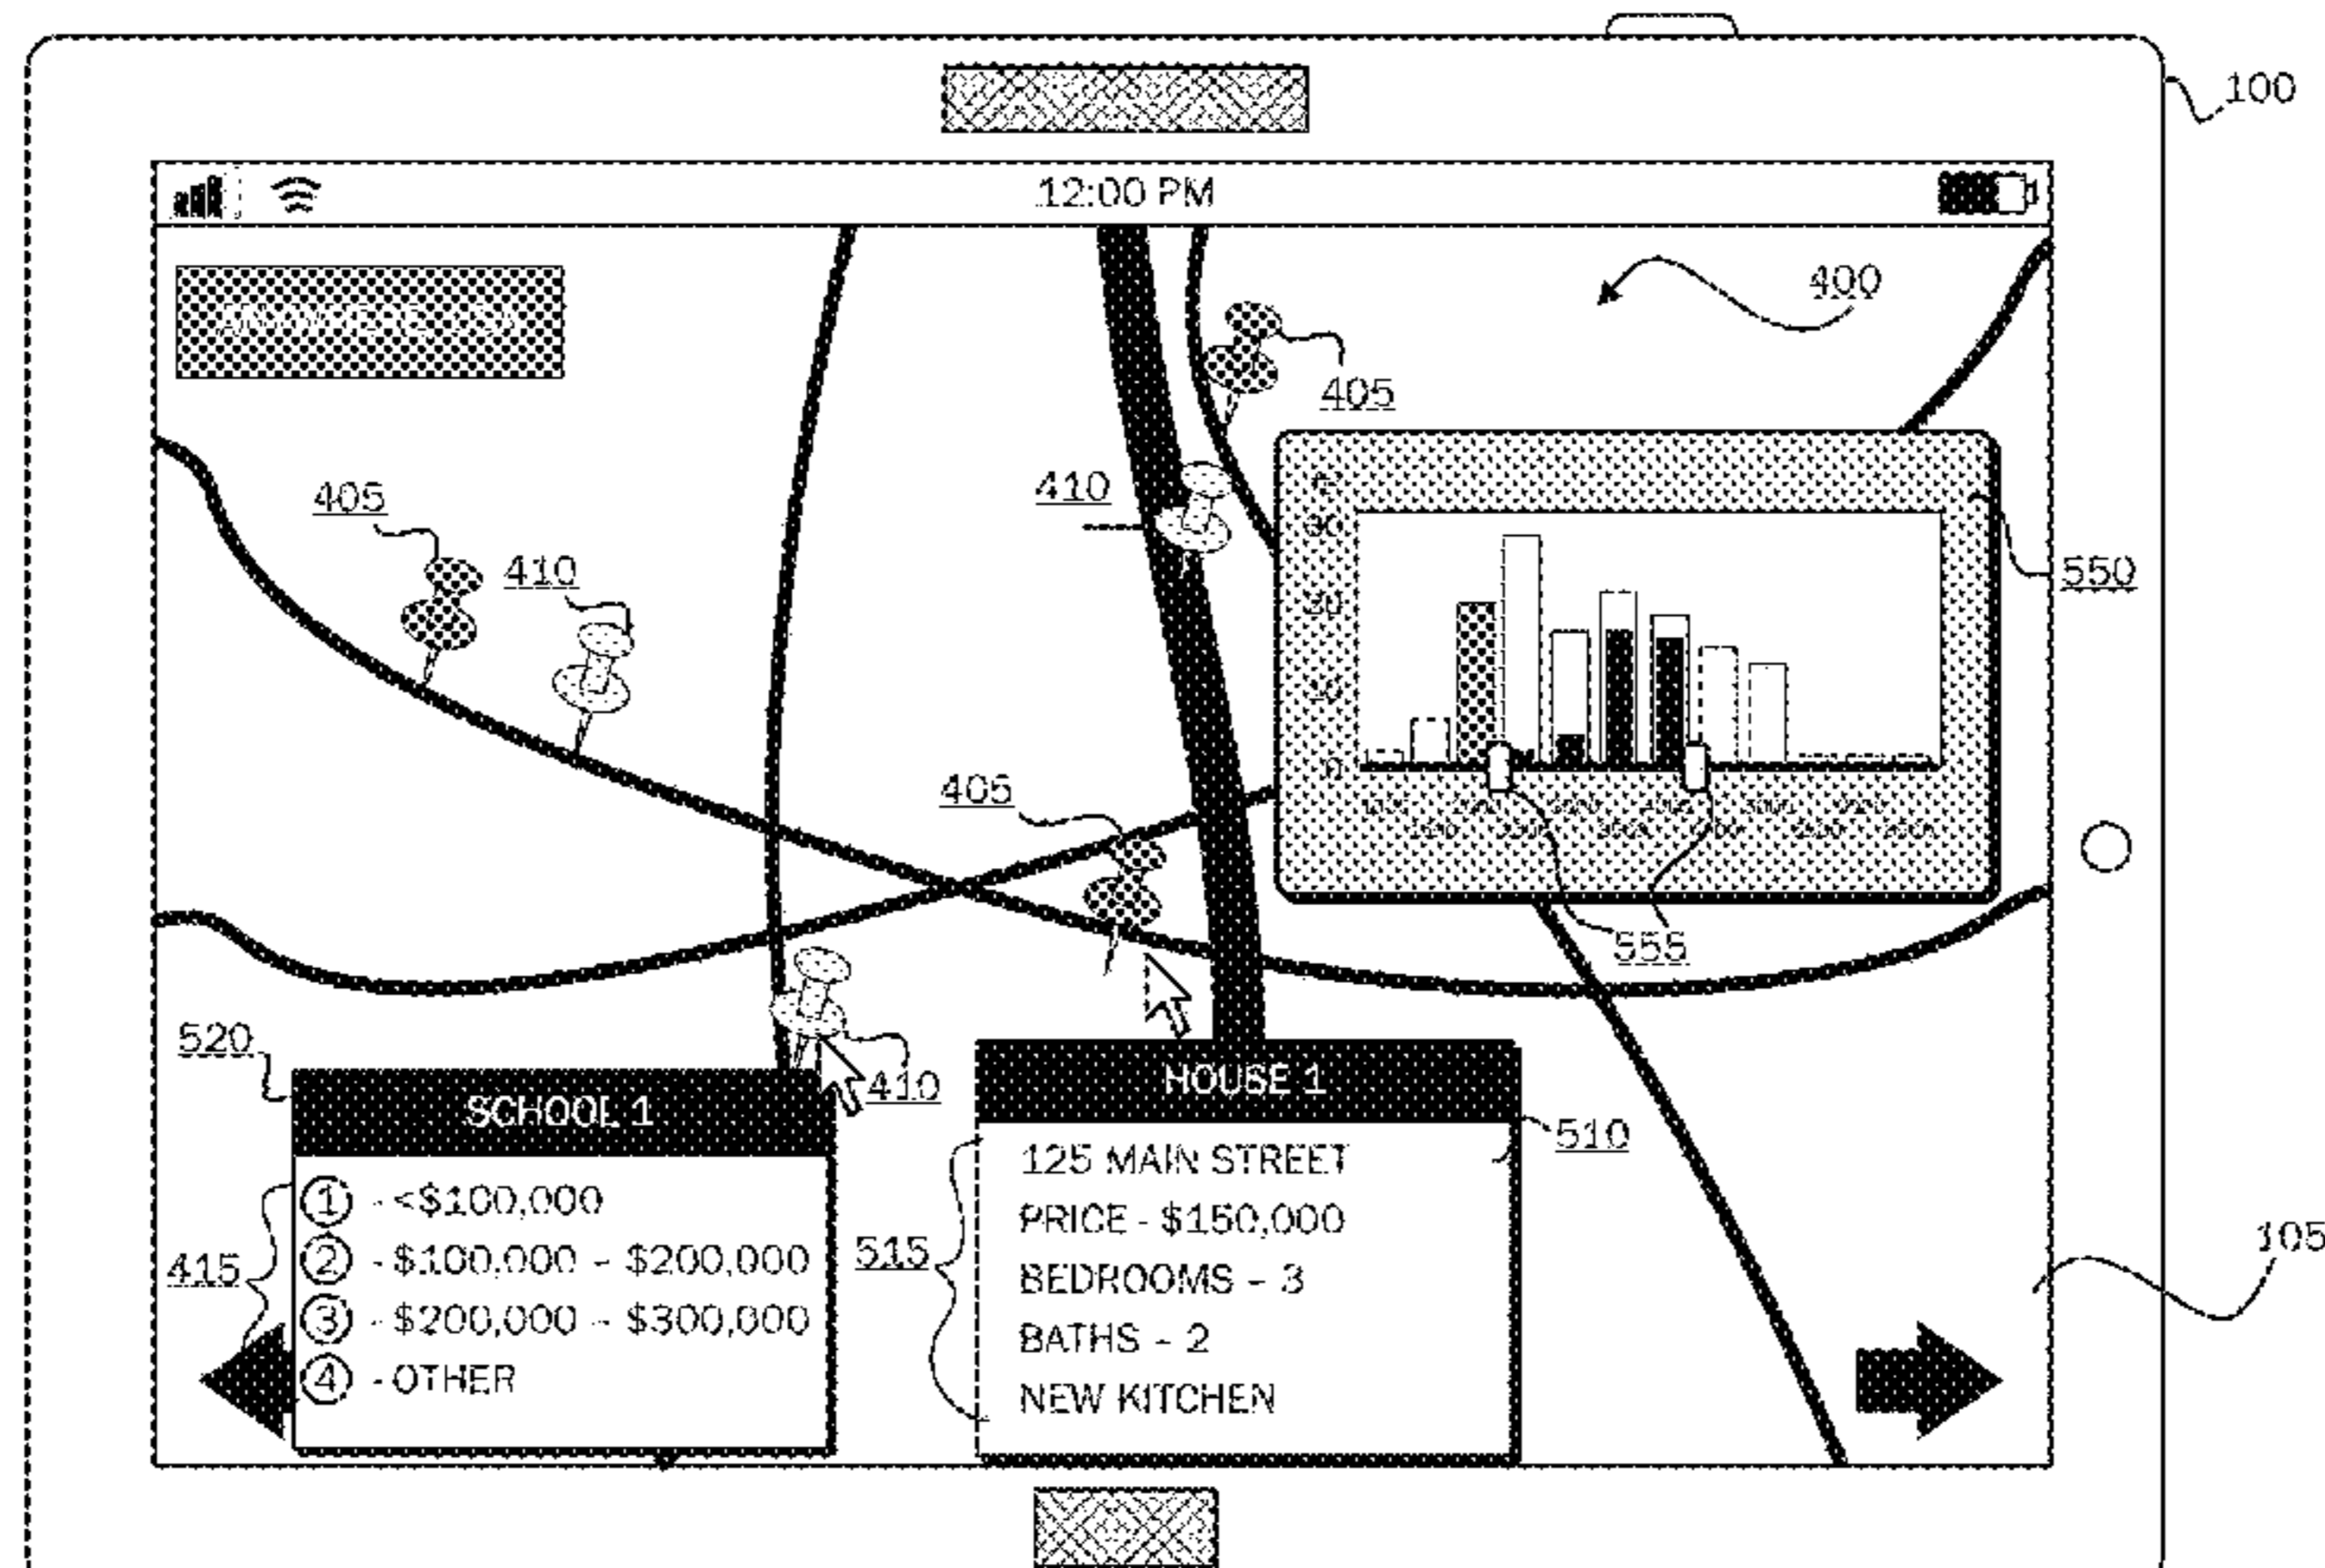 100
12:00 PM
400
405
405
410
410
550
405
555
520
410
SCHOOL 1
HOUSE 1
510
125 MAIN STREET
1 - <$100,000
PRICE - $150,000
2 - $100,000 - $200,000
515
105
415
BEDROOMS - 3
3 - $200,000 - $300,000
BATHS - 2
4 - OTHER
NEW KITCHEN